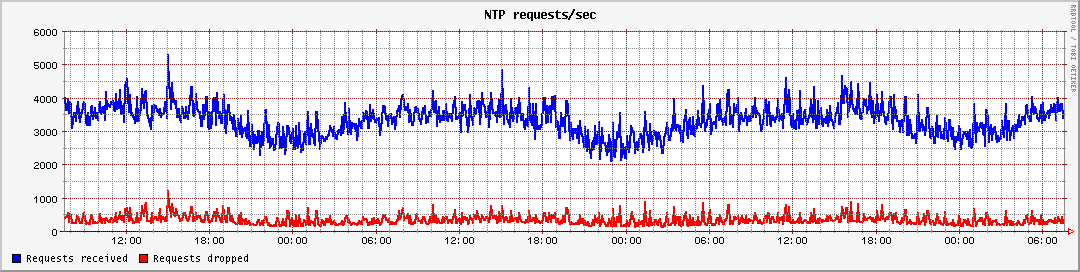 NTP requests/sec
RRDTOOL / TOBI OETIKER
6000
5000
4000
3000
2000
1000
0
12:00 18:00 00:00 06:00 12:00 18:00 00:00 06:00 12:00 18:00 00:00 06:00
Requests received Requests dropped